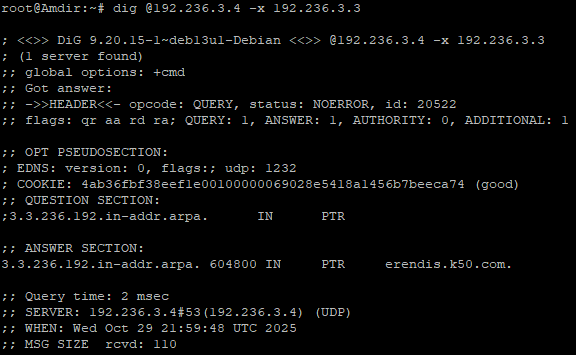 root@Amdir:~# dig @192.236.3.4 -x 192.236.3.3
; <<>> DiG 9.20.15-1~deb13u1-Debian <<>> @192.236.3.4 -x 192.236.3.3
; (1 server found)
;; global options: +cmd
;; Got answer:
;; ->>HEADER<<- opcode: QUERY, status: NOERROR, id: 20522
;; flags: qr aa rd ra; QUERY: 1, ANSWER: 1, AUTHORITY: 0, ADDITIONAL: 1
;; OPT PSEUDOSECTION:
; EDNS: version: 0, flags:; udp: 1232
; COOKIE: 4ab36fbf38eef1e00100000069028e5418a1456b7beeca74 (good)
;; QUESTION SECTION:
;3.3.236.192.in-addr.arpa. IN PTR
;; ANSWER SECTION:
3.3.236.192.in-addr.arpa. 604800 IN PTR erendis.k50.com.
;; Query time: 2 msec
;; SERVER: 192.236.3.4#53(192.236.3.4) (UDP)
;; WHEN: Wed Oct 29 21:59:48 UTC 2025
;; MSG SIZE rcvd: 110